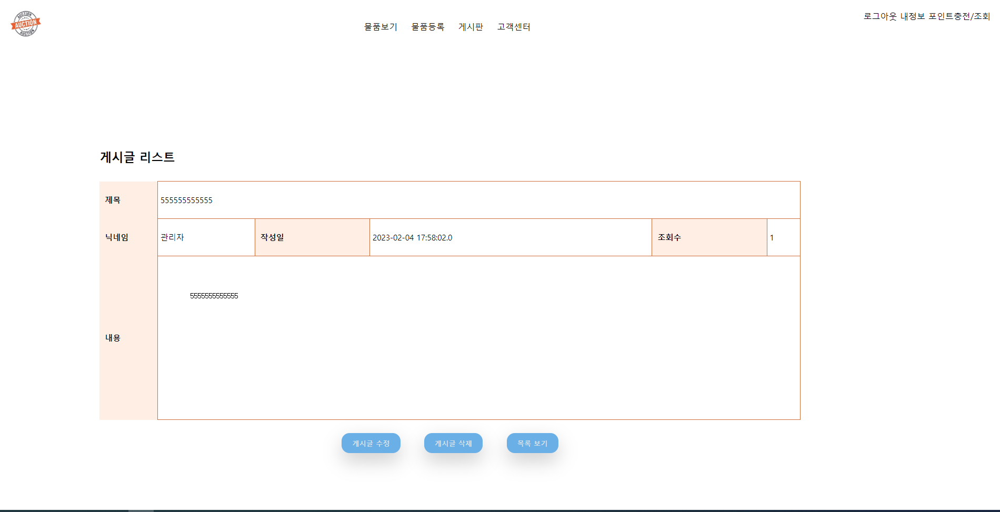 AUCTION
AUCTION
AUCTION
물품보기 물품등록 게시판 고객센터
로그아웃 내정보 포인트충전/조회
게시글 리스트
제목 555555555555
닉네임 관리자 작성일 2023-02-04 17:58:02.0 조회수 1
5555555555555
내용
게시글 수정 게시글 삭제 목록 보기